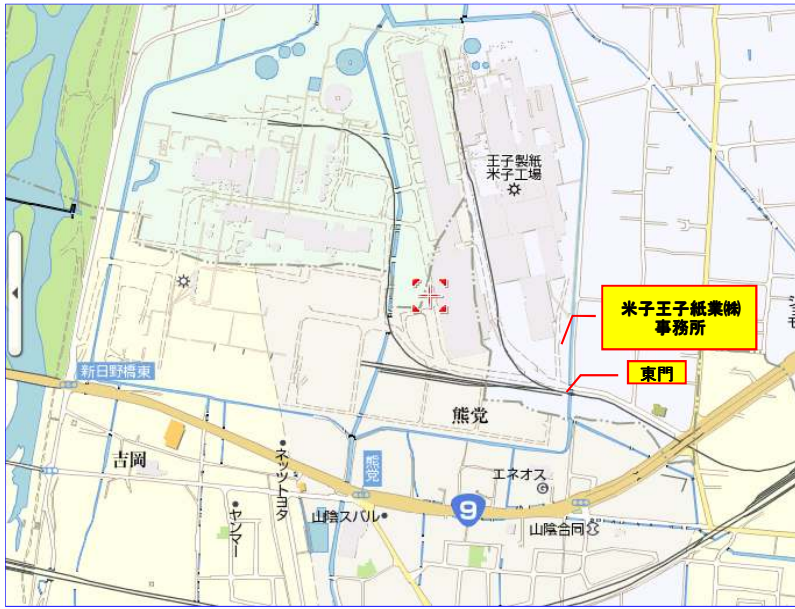 王子製紙
米子工場
米子王子紙業㈱
事務所
東門
新日野橋東
熊党
吉岡
ネッツトヨタ
熊党
エネオス
9
ヤンマー
山陰スバル
山陰合同